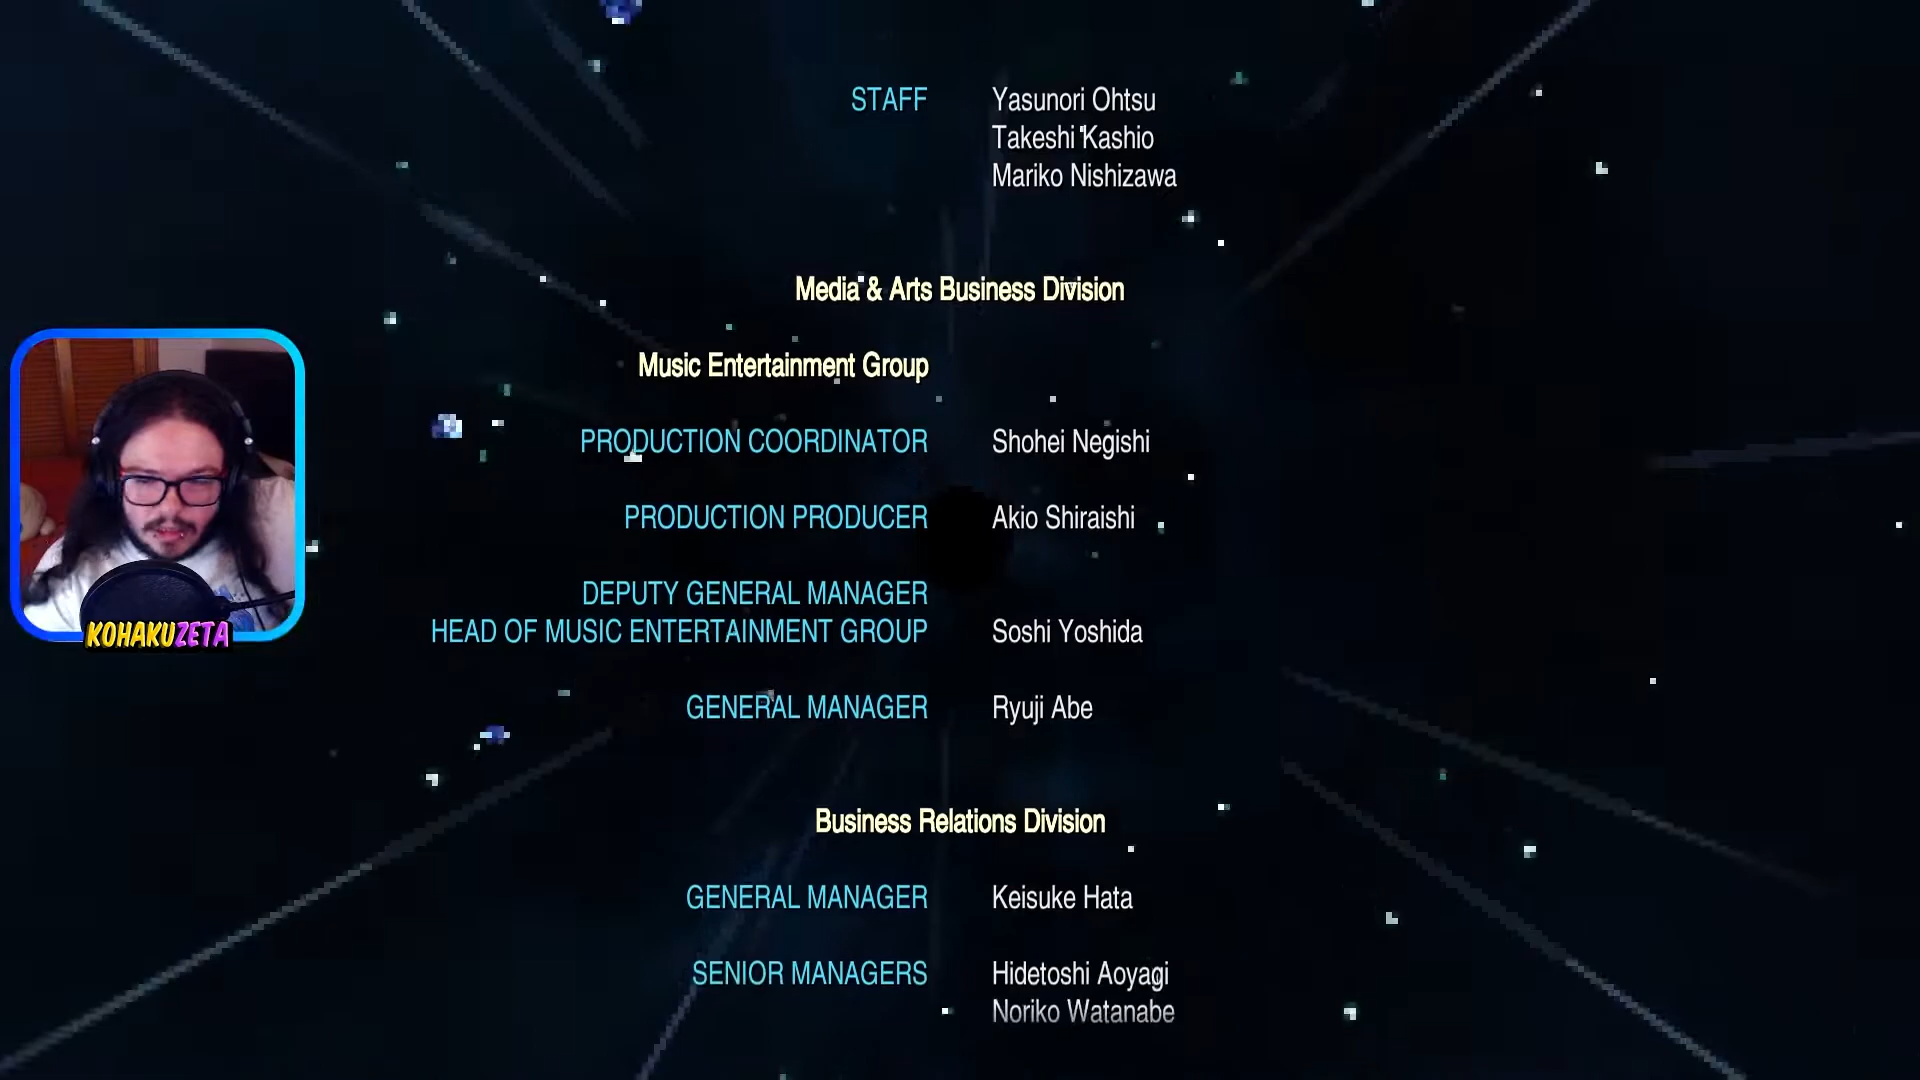 STAFF Yasunori Ohtsu
Takeshi Kashio
Mariko Nishizawa
Media & Arts Business Division
Music Entertainment Group
PRODUCTION COORDINATOR Shohei Negishi
PRODUCTION PRODUCER Akio Shiraishi
DEPUTY GENERAL MANAGER
HEAD OF MUSIC ENTERTAINMENT GROUP Soshi Yoshida
KOHAKUZETA
GENERAL MANAGER Ryuji Abe
Business Relations Division
GENERAL MANAGER Keisuke Hata
SENIOR MANAGERS Hidetoshi Aoyagi
Noriko Watanabe